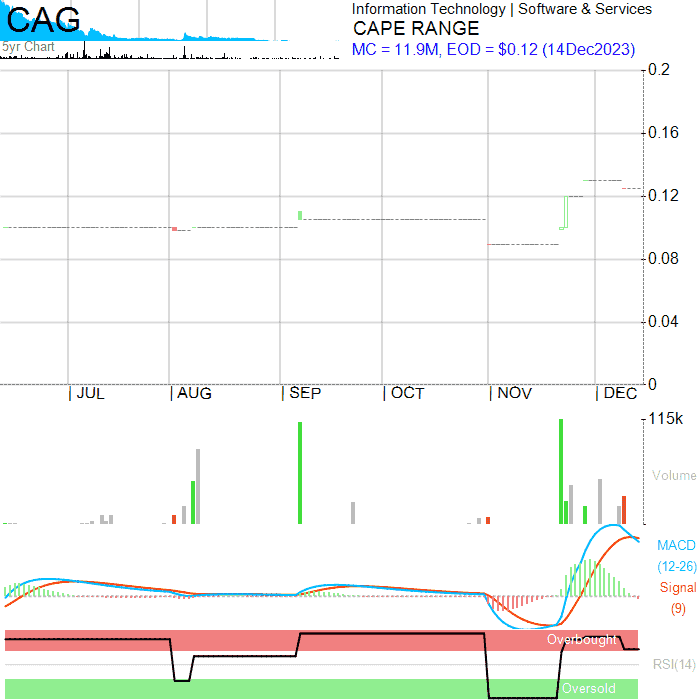 CAG
Information Technology | Software & Services
CAPE RANGE
5yr Chart
MC = 11.9M, EOD = $0.12 (14Dec2023)
0.2
0.16
0.12
0.08
0.04
0
| JUL | AUG | SEP | OCT | NOV | DEC
115k
Volume
MACD
(12-26)
Signal
(9)
Overbought
RSI(14)
Oversold